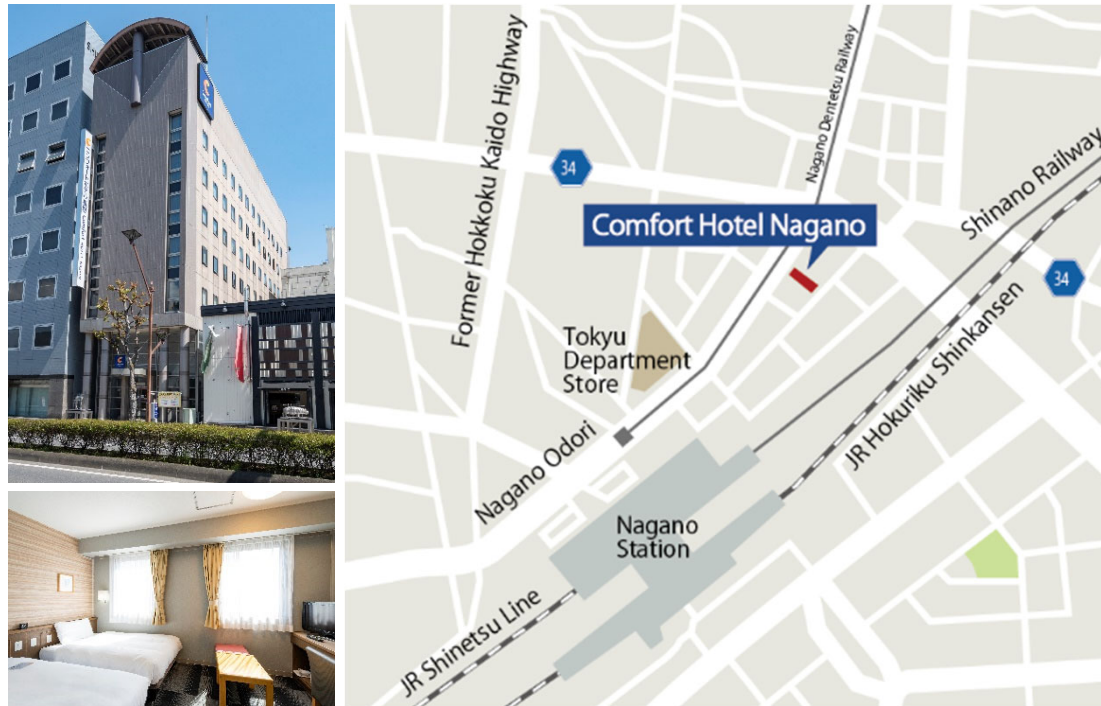 Former Hokkoku Kaido Highway
Nagano Dentetsu Railway
34
Shinano Railway
Comfort Hotel Nagano
34
Tokyu
Department
Store
JR Hokuriku Shinkansen
Nagano Odori
Nagano
Station
JR Shinetsu Line